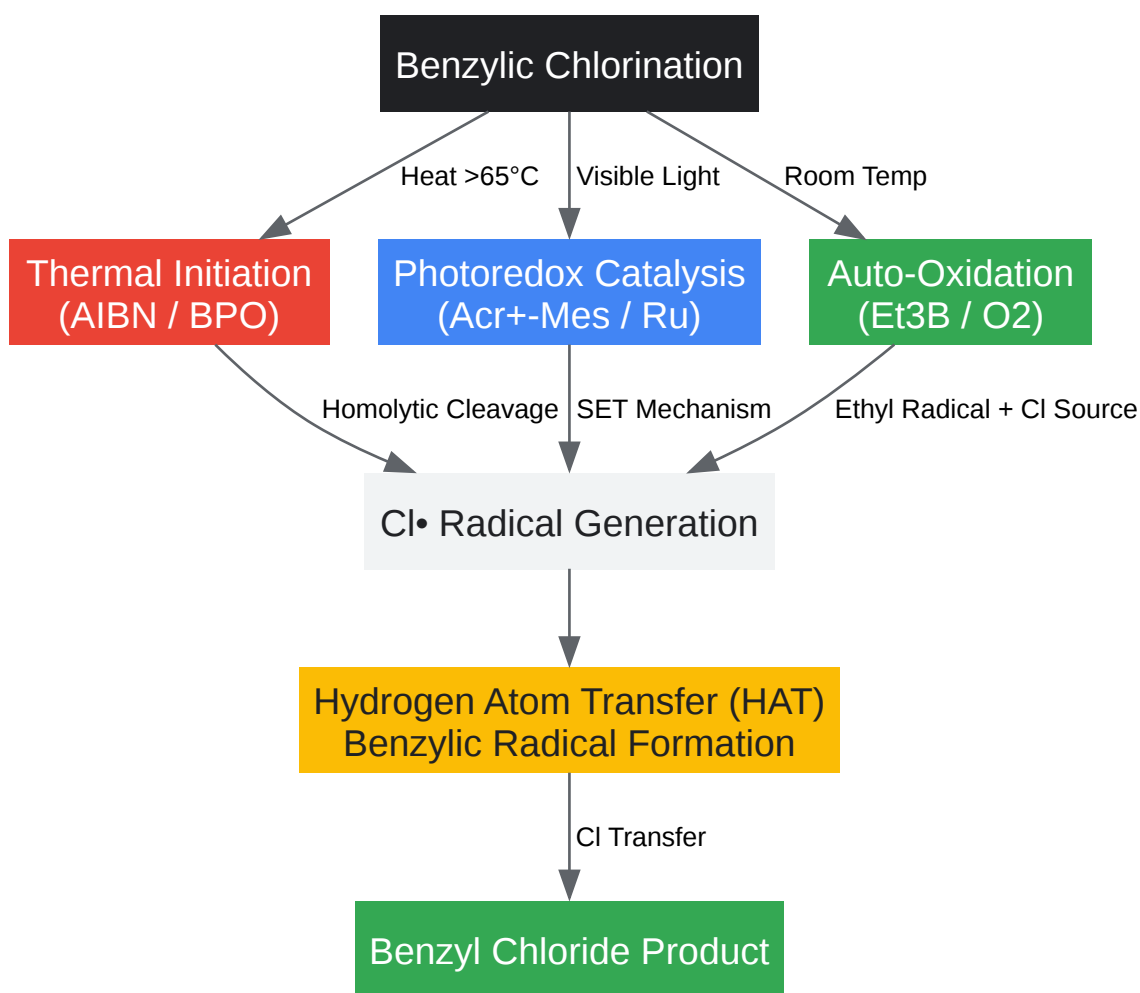 Benzylic Chlorination
Heat >65°C
Visible Light
Room Temp
Thermal Initiation
(AIBN / BPO)
Photoredox Catalysis
(Acr+-Mes / Ru)
Auto-Oxidation
(Et3B / O2)
Homolytic Cleavage
SET Mechanism
Ethyl Radical + Cl Source
Cl• Radical Generation
Hydrogen Atom Transfer (HAT)
Benzylic Radical Formation
Cl Transfer
Benzyl Chloride Product